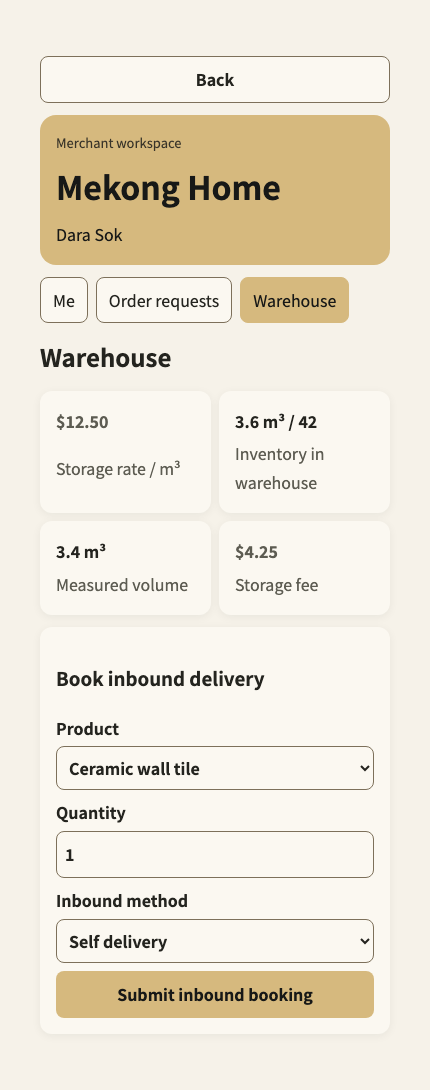 Back
Merchant workspace
Mekong Home
Dara Sok
Me
Order requests
Warehouse
Warehouse
$12.50
Storage rate / m³
3.6 m³ / 42
Inventory in
warehouse
3.4 m³
Measured volume
$4.25
Storage fee
Book inbound delivery
Product
Ceramic wall tile
Quantity
1
Inbound method
Self delivery
Submit inbound booking